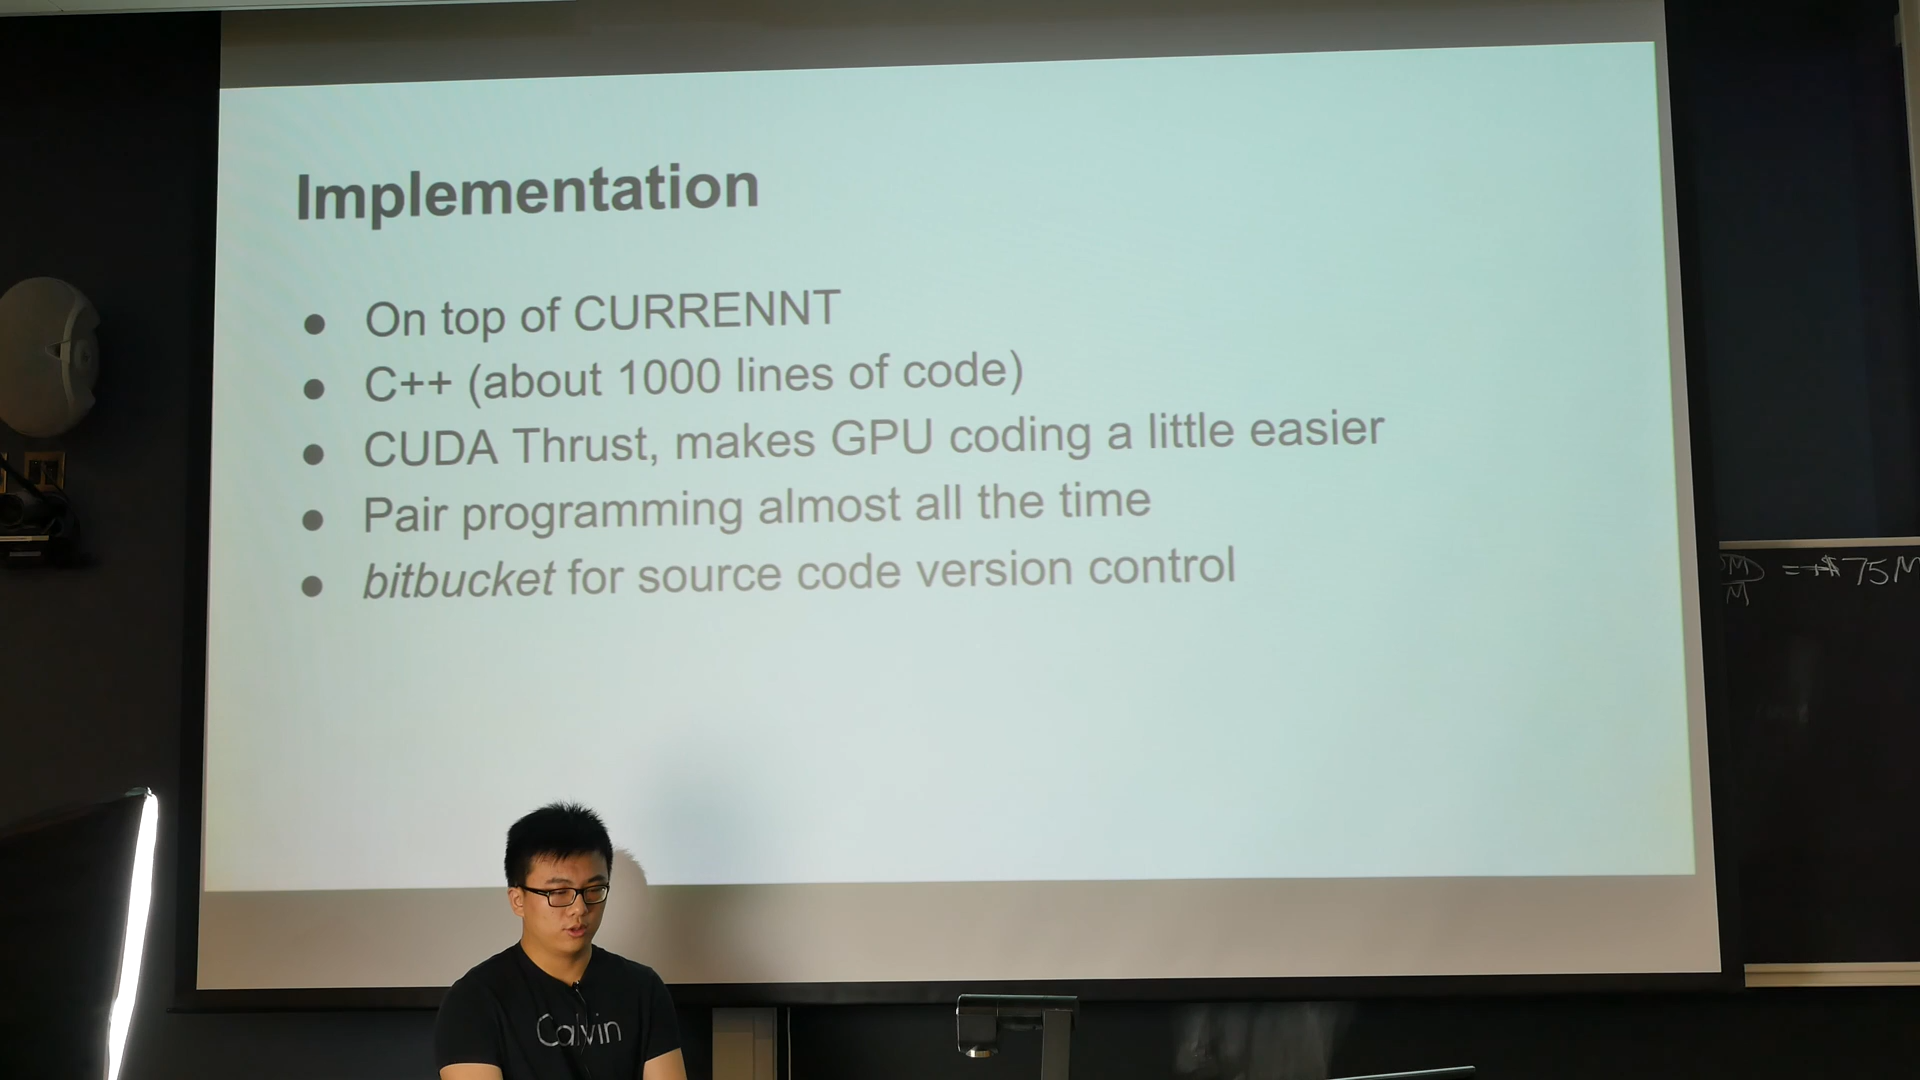 Implementation
● On top of CURRENNT
● C++ (about 1000 lines of code)
● CUDA Thrust, makes GPU coding a little easier
● Pair programming almost all the time
● bitbucket for source code version control
= +$75M
M
Calvin